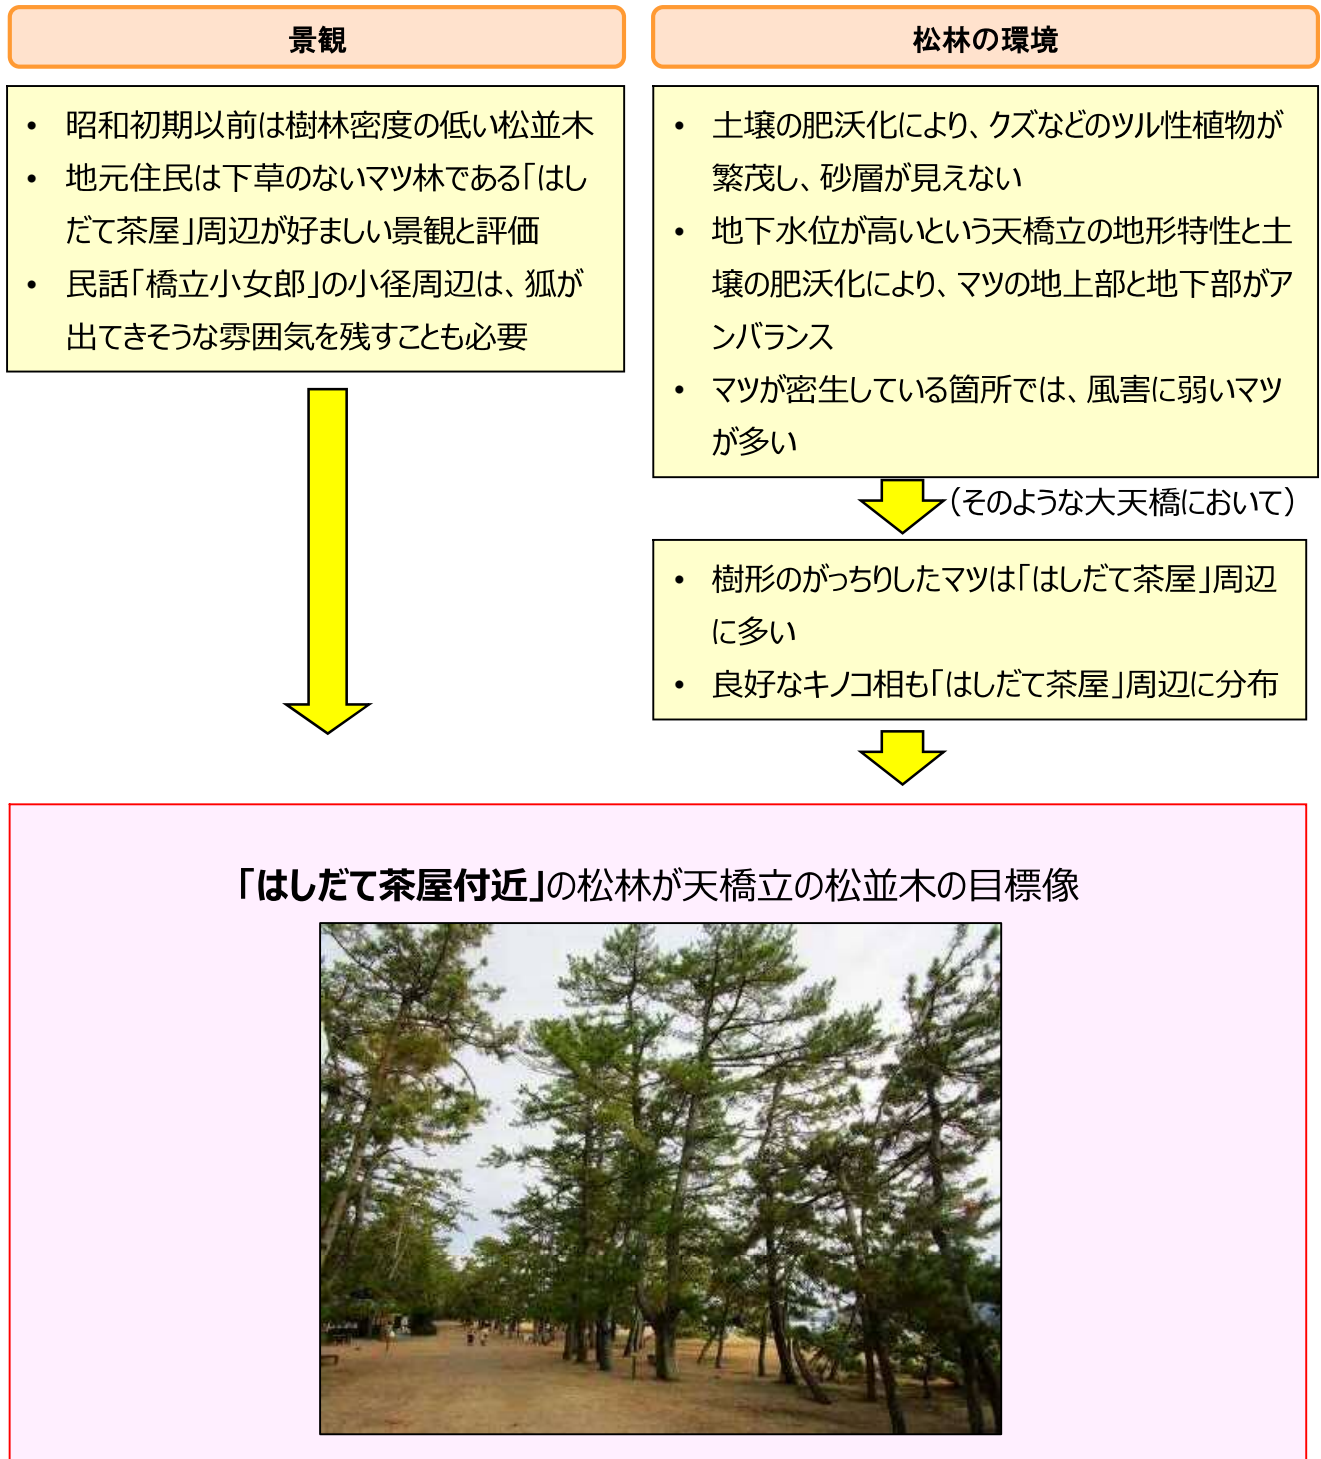 景観
• 昭和初期以前は樹林密度の低い松並木
• 地元住民は下草のないマツ林である「はし
だて茶屋」周辺が好ましい景観と評価
• 民話「橋立小女郎」の小径周辺は、狐が
出てきそうな雰囲気を残すことも必要
松林の環境
• 土壌の肥沃化により、クズなどのツル性植物が
繁茂し、砂層が見えない
• 地下水位が高いという天橋立の地形特性と土
壌の肥沃化により、マツの地上部と地下部がア
ンバランス
• マツが密生している箇所では、風害に弱いマツ
が多い
（そのような大天橋において）
• 樹形のがっちりしたマツは「はしだて茶屋」周辺
に多い
• 良好なキノコ相も「はしだて茶屋」周辺に分布
「はしだて茶屋付近」の松林が天橋立の松並木の目標像